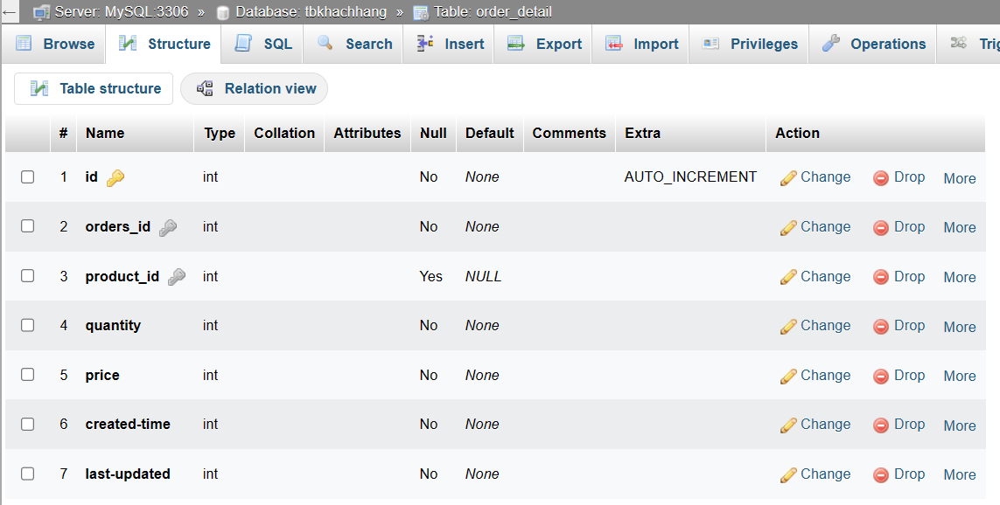 ← Server: MySQL:3306 » Database: tbkhachhang » Table: order_detail
Browse Structure SQL Search Insert Export Import Privileges Operations
Table structure Relation view
# Name Type Collation Attributes Null Default Comments Extra Action
1 id int No None AUTO_INCREMENT Change Drop More
2 orders_id int No None Change Drop More
3 product_id int Yes NULL Change Drop More
4 quantity int No None Change Drop More
5 price int No None Change Drop More
6 created-time int No None Change Drop More
7 last-updated int No None Change Drop More